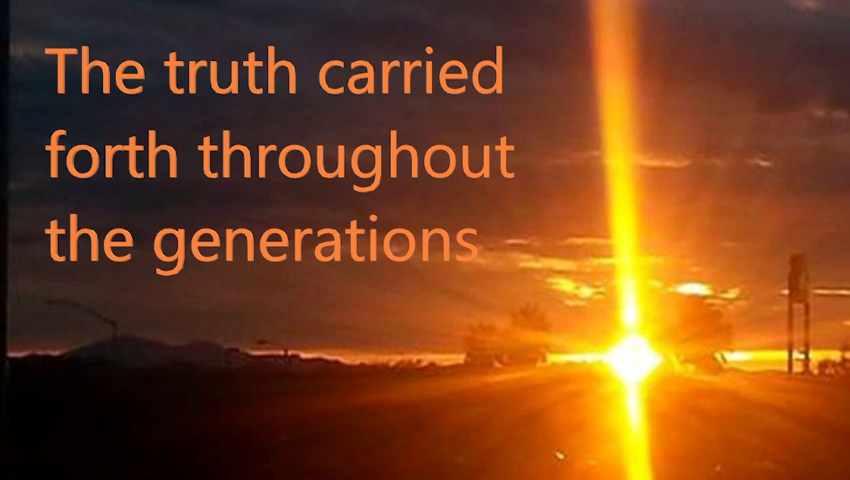 The truth carried
forth throughout
the generations